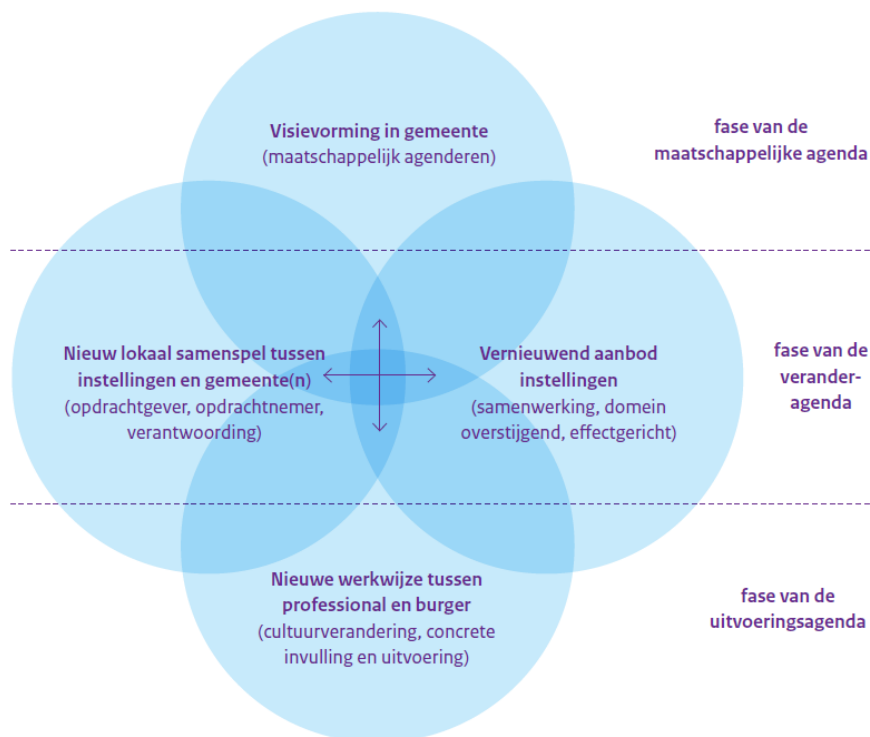 Visievorming in gemeente
(maatschappelijk agenderen)
fase van de
maatschappelijke agenda
Nieuw lokaal samenspel tussen
instellingen en gemeente(n)
(opdrachtgever, opdrachtnemer,
verantwoording)
Vernieuwend aanbod
instellingen
(samenwerking, domein
overstijgend, effectgericht)
fase van de
verander-
agenda
Nieuwe werkwijze tussen
professional en burger
(cultuurverandering, concrete
invulling en uitvoering)
fase van de
uitvoeringsagenda